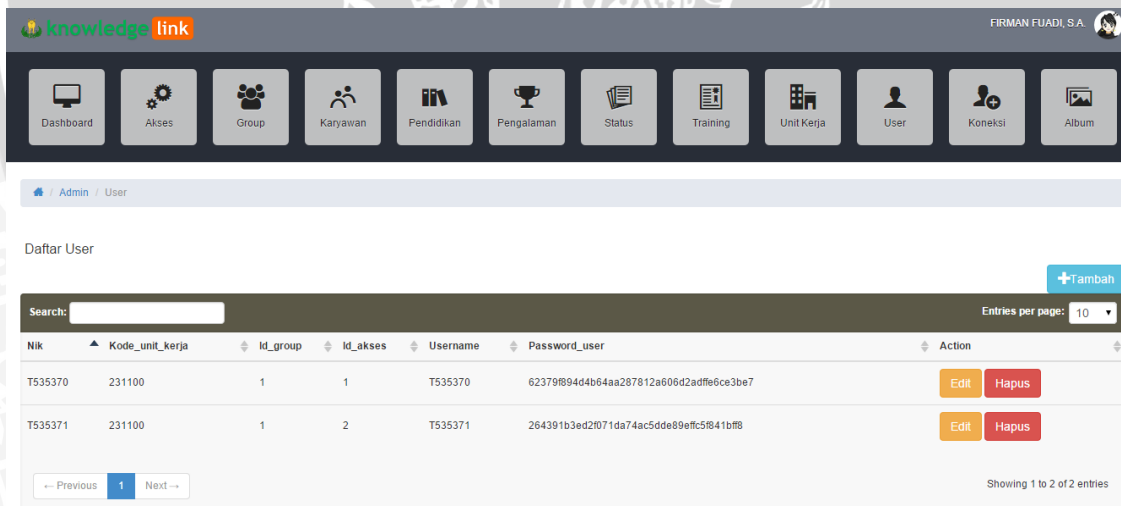 knowledge link
FIRMAN FUADI, S.A.
Dashboard Akses Group Karyawan Pendidikan Pengalaman Status Training Unit Kerja User Koneksi Album
/ Admin / User
Daftar User
+Tambah
Search: Entries per page: 10
Nik Kode_unit_kerja Id_group Id_akses Username Password_user Action
T535370 231100 1 1 T535370 62379f894d4b64aa287812a606d2adffe6ce3be7 Edit Hapus
T535371 231100 1 2 T535371 264391b3ed2f071da74ac5dde89effc5f841bff8 Edit Hapus
← Previous 1 Next → Showing 1 to 2 of 2 entries